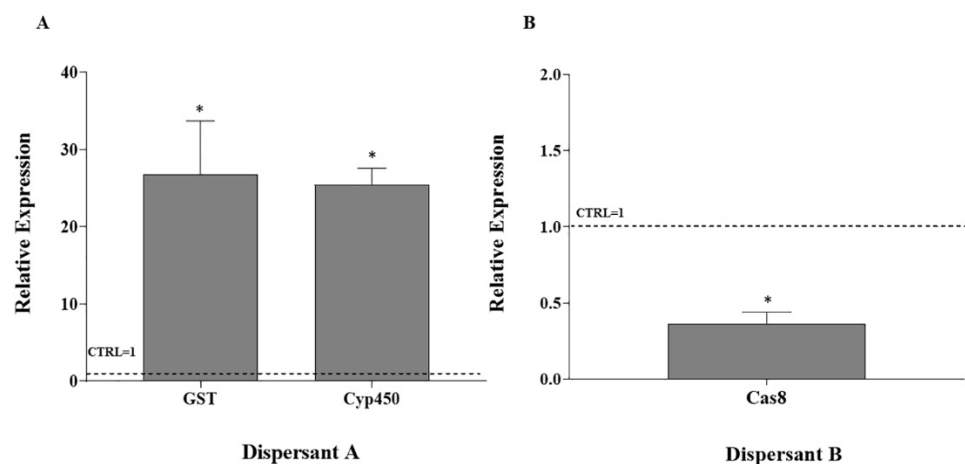 A
Relative Expression
40
30
20
10
0
CTRL=1
*
*
GST
Cyp450
Dispersant A
B
Relative Expression
2.0
1.5
1.0
0.5
0.0
CTRL=1
*
Cas8
Dispersant B